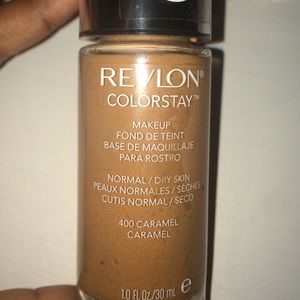 REVLON®
COLORSTAY™
MAKEUP
FOND DE TEINT
BASE DE MAQUILLAJE
PARA ROSTRO
NORMAL / DRY SKIN
PEAUX NORMALES / SÈCHES
CUTIS NORMAL / SECO
400 CARAMEL
CARAMEL
1.0 fl. Oz./30 mL e